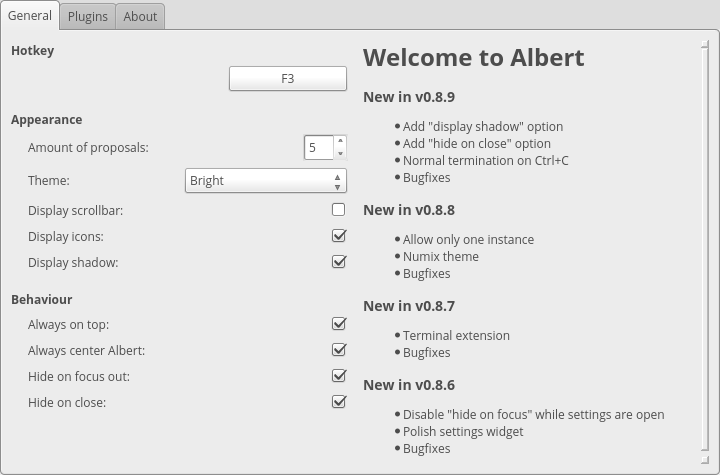 General Plugins About
Hotkey
F3
Appearance
Amount of proposals: 5
Theme: Bright
Display scrollbar:
Display icons:
Display shadow:
Behaviour
Always on top:
Always center Albert:
Hide on focus out:
Hide on close:
Welcome to Albert
New in v0.8.9
• Add "display shadow" option
• Add "hide on close" option
• Normal termination on Ctrl+C
• Bugfixes
New in v0.8.8
• Allow only one instance
• Numix theme
• Bugfixes
New in v0.8.7
• Terminal extension
• Bugfixes
New in v0.8.6
• Disable "hide on focus" while settings are open
• Polish settings widget
• Bugfixes